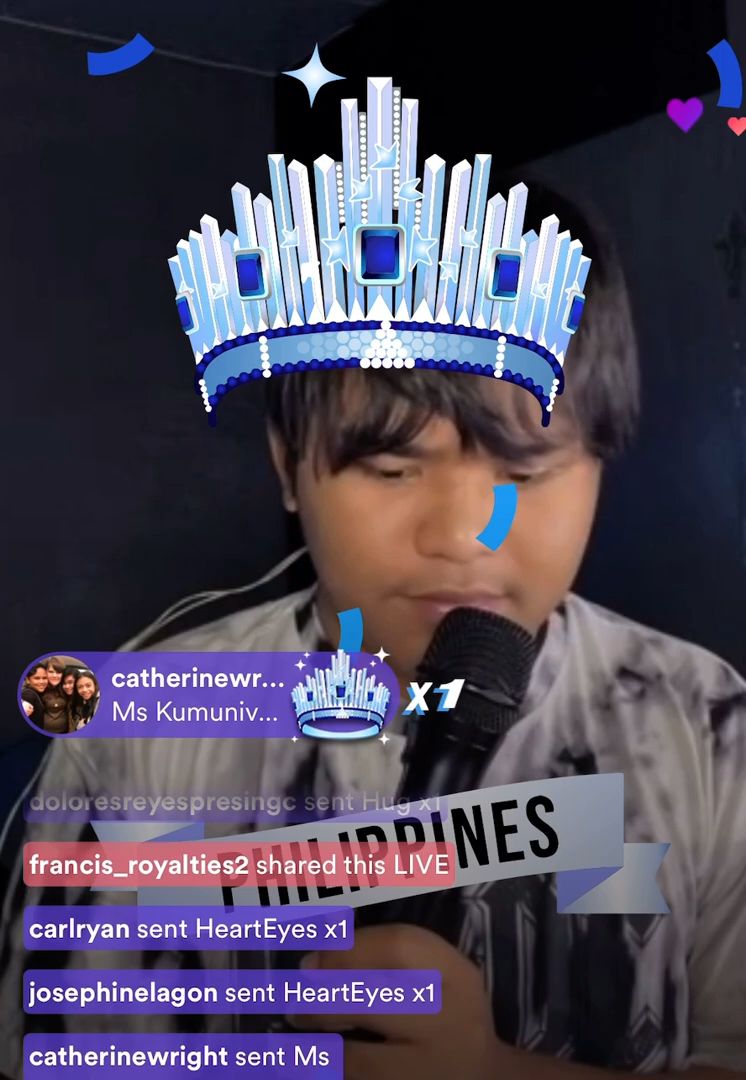 catherinewr...
Ms Kumuniv...
x1
doloresreyespresingc sent Hug x1
PHILIPPINES
francis_royalties2 shared this LIVE
carlryan sent HeartEyes x1
josephinelagon sent HeartEyes x1
catherinewright sent Ms